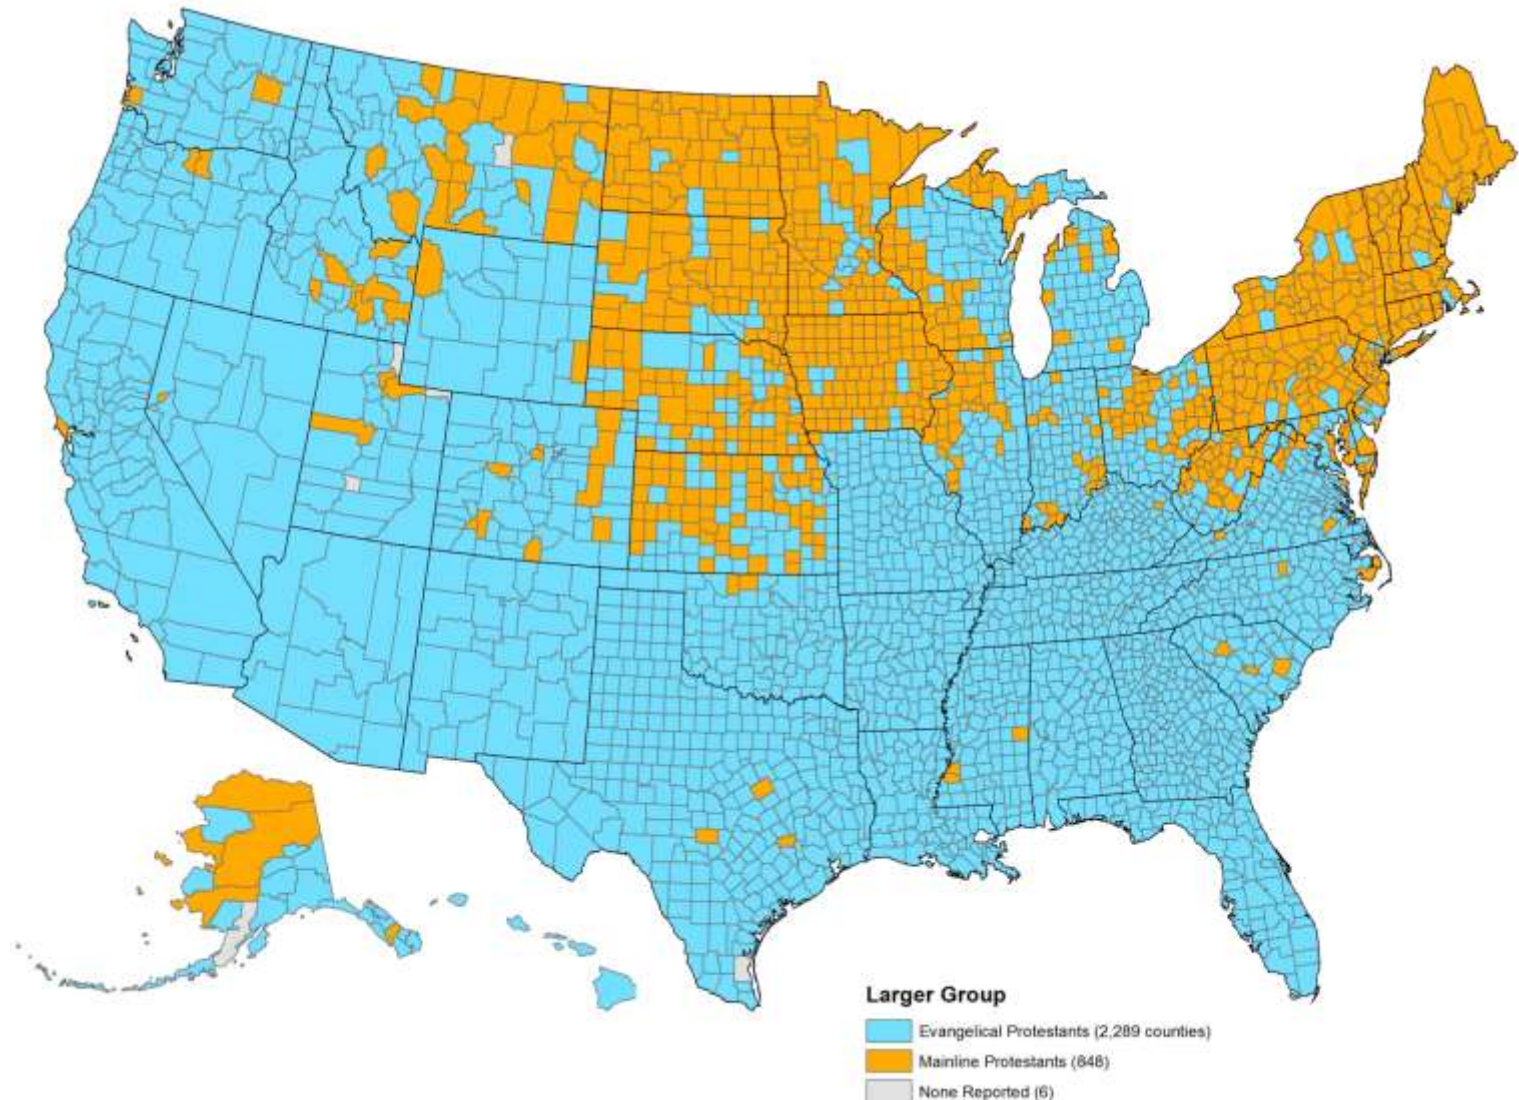 Larger Group
Evangelical Protestants (2,289 counties)
Mainline Protestants (848)
None Reported (6)